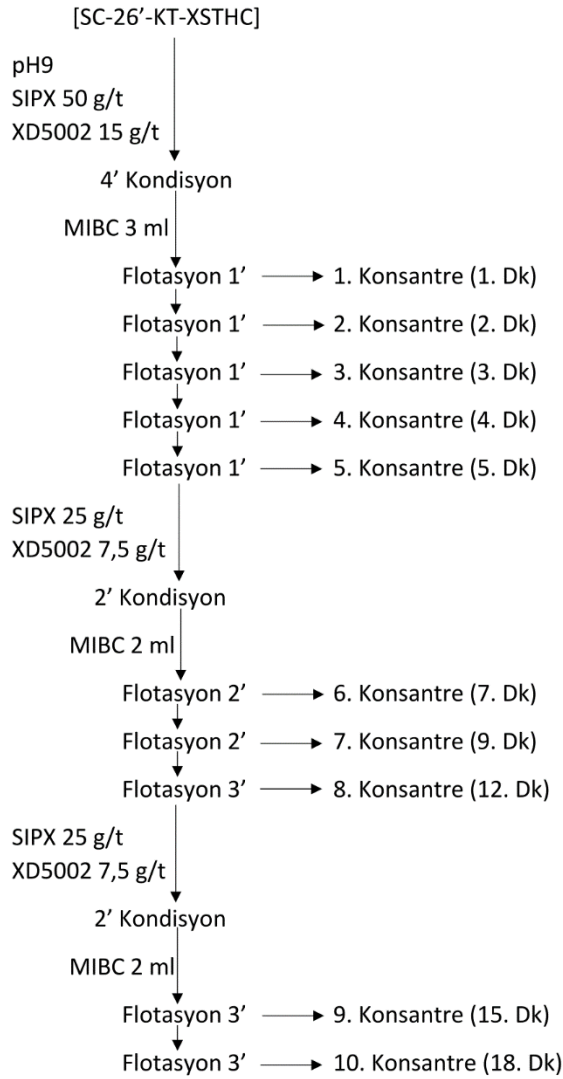 [SC-26’-KT-XSTHC]
pH9
SIPX 50 g/t
XD5002 15 g/t
4’ Kondisyon
MIBC 3 ml
Flotasyon 1’ 1. Konsantre (1. Dk)
Flotasyon 1’ 2. Konsantre (2. Dk)
Flotasyon 1’ 3. Konsantre (3. Dk)
Flotasyon 1’ 4. Konsantre (4. Dk)
Flotasyon 1’ 5. Konsantre (5. Dk)
SIPX 25 g/t
XD5002 7,5 g/t
2’ Kondisyon
MIBC 2 ml
Flotasyon 2’ 6. Konsantre (7. Dk)
Flotasyon 2’ 7. Konsantre (9. Dk)
Flotasyon 3’ 8. Konsantre (12. Dk)
SIPX 25 g/t
XD5002 7,5 g/t
2’ Kondisyon
MIBC 2 ml
Flotasyon 3’ 9. Konsantre (15. Dk)
Flotasyon 3’ 10. Konsantre (18. Dk)